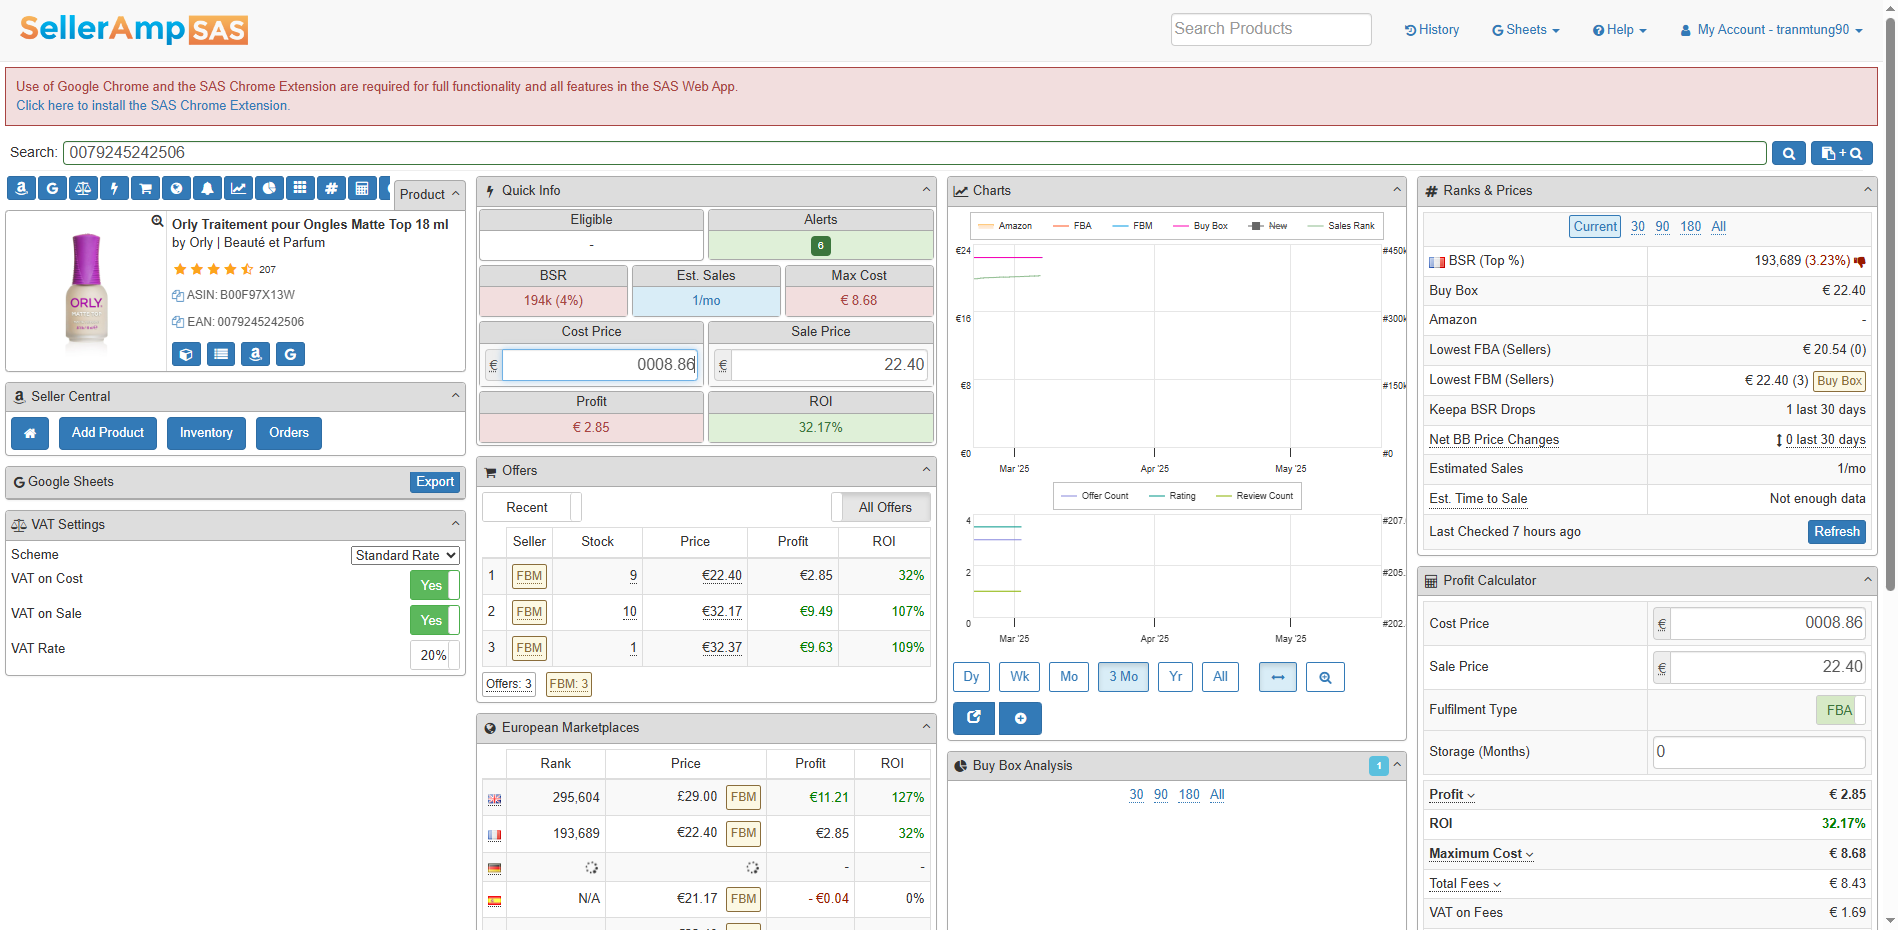 SellerAmp SAS
Search Products
History
G Sheets
Help
My Account - tranmtung90
Use of Google Chrome and the SAS Chrome Extension are required for full functionality and all features in the SAS Web App.
Click here to install the SAS Chrome Extension.
Search: 0079245242506
Product
Orly Traitement pour Ongles Matte Top 18 ml
by Orly | Beauté et Parfum
207
ASIN: B00F97X13W
EAN: 0079245242506
ORLY
Seller Central
Add Product Inventory Orders
Google Sheets Export
VAT Settings
Scheme Standard Rate
VAT on Cost Yes
VAT on Sale Yes
VAT Rate 20%
Quick Info
Eligible Alerts
- 6
BSR Est. Sales Max Cost
194k (4%) 1/mo € 8.68
Cost Price Sale Price
€ 0008.86 € 22.40
Profit ROI
€ 2.85 32.17%
Offers
Recent All Offers
Seller Stock Price Profit ROI
1 FBM 9 €22.40 €2.85 32%
2 FBM 10 €32.17 €9.49 107%
3 FBM 1 €32.37 €9.63 109%
Offers: 3 FBM: 3
European Marketplaces
Rank Price Profit ROI
295,604 £29.00 FBM €11.21 127%
193,689 €22.40 FBM €2.85 32%
- -
N/A €21.17 FBM - €0.04 0%
Charts
Amazon FBA FBM Buy Box New Sales Rank
€24 #450k
€16 #300k
€8 #150k
€0 #0
Mar '25 Apr '25 May '25
Offer Count Rating Review Count
4 #207.
2 #205.
0 #202.
Mar '25 Apr '25 May '25
Dy Wk Mo 3 Mo Yr All
Buy Box Analysis 1
30 90 180 All
Ranks & Prices
Current 30 90 180 All
BSR (Top %) 193,689 (3.23%)
Buy Box € 22.40
Amazon -
Lowest FBA (Sellers) € 20.54 (0)
Lowest FBM (Sellers) € 22.40 (3) Buy Box
Keepa BSR Drops 1 last 30 days
Net BB Price Changes 0 last 30 days
Estimated Sales 1/mo
Est. Time to Sale Not enough data
Last Checked 7 hours ago Refresh
Profit Calculator
Cost Price € 0008.86
Sale Price € 22.40
Fulfilment Type FBA
Storage (Months) 0
Profit € 2.85
ROI 32.17%
Maximum Cost € 8.68
Total Fees € 8.43
VAT on Fees € 1.69